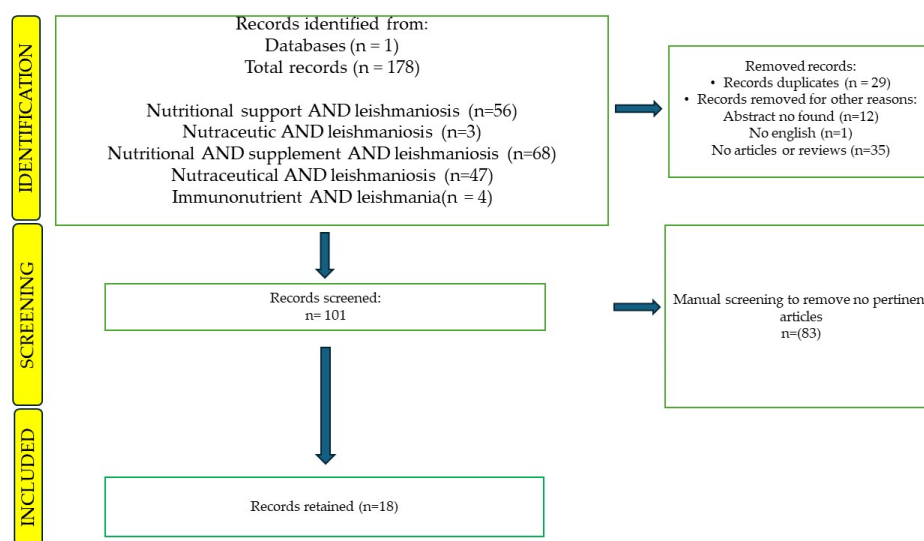 IDENTIFICATION
Records identified from:
Databases (n = 1)
Total records (n = 178)
Nutritional support AND leishmaniosis (n=56)
Nutraceutic AND leishmaniosis (n=3)
Nutritional AND supplement AND leishmaniosis (n=68)
Nutraceutical AND leishmaniosis (n=47)
Immunonutrient AND leishmania(n = 4)
Removed records:
• Records duplicates (n = 29)
• Records removed for other reasons:
Abstract no found (n=12)
No english (n=1)
No articles or reviews (n=35)
SCREENING
Records screened:
n= 101
Manual screening to remove no pertinen
articles
n=(83)
INCLUDED
Records retained (n=18)